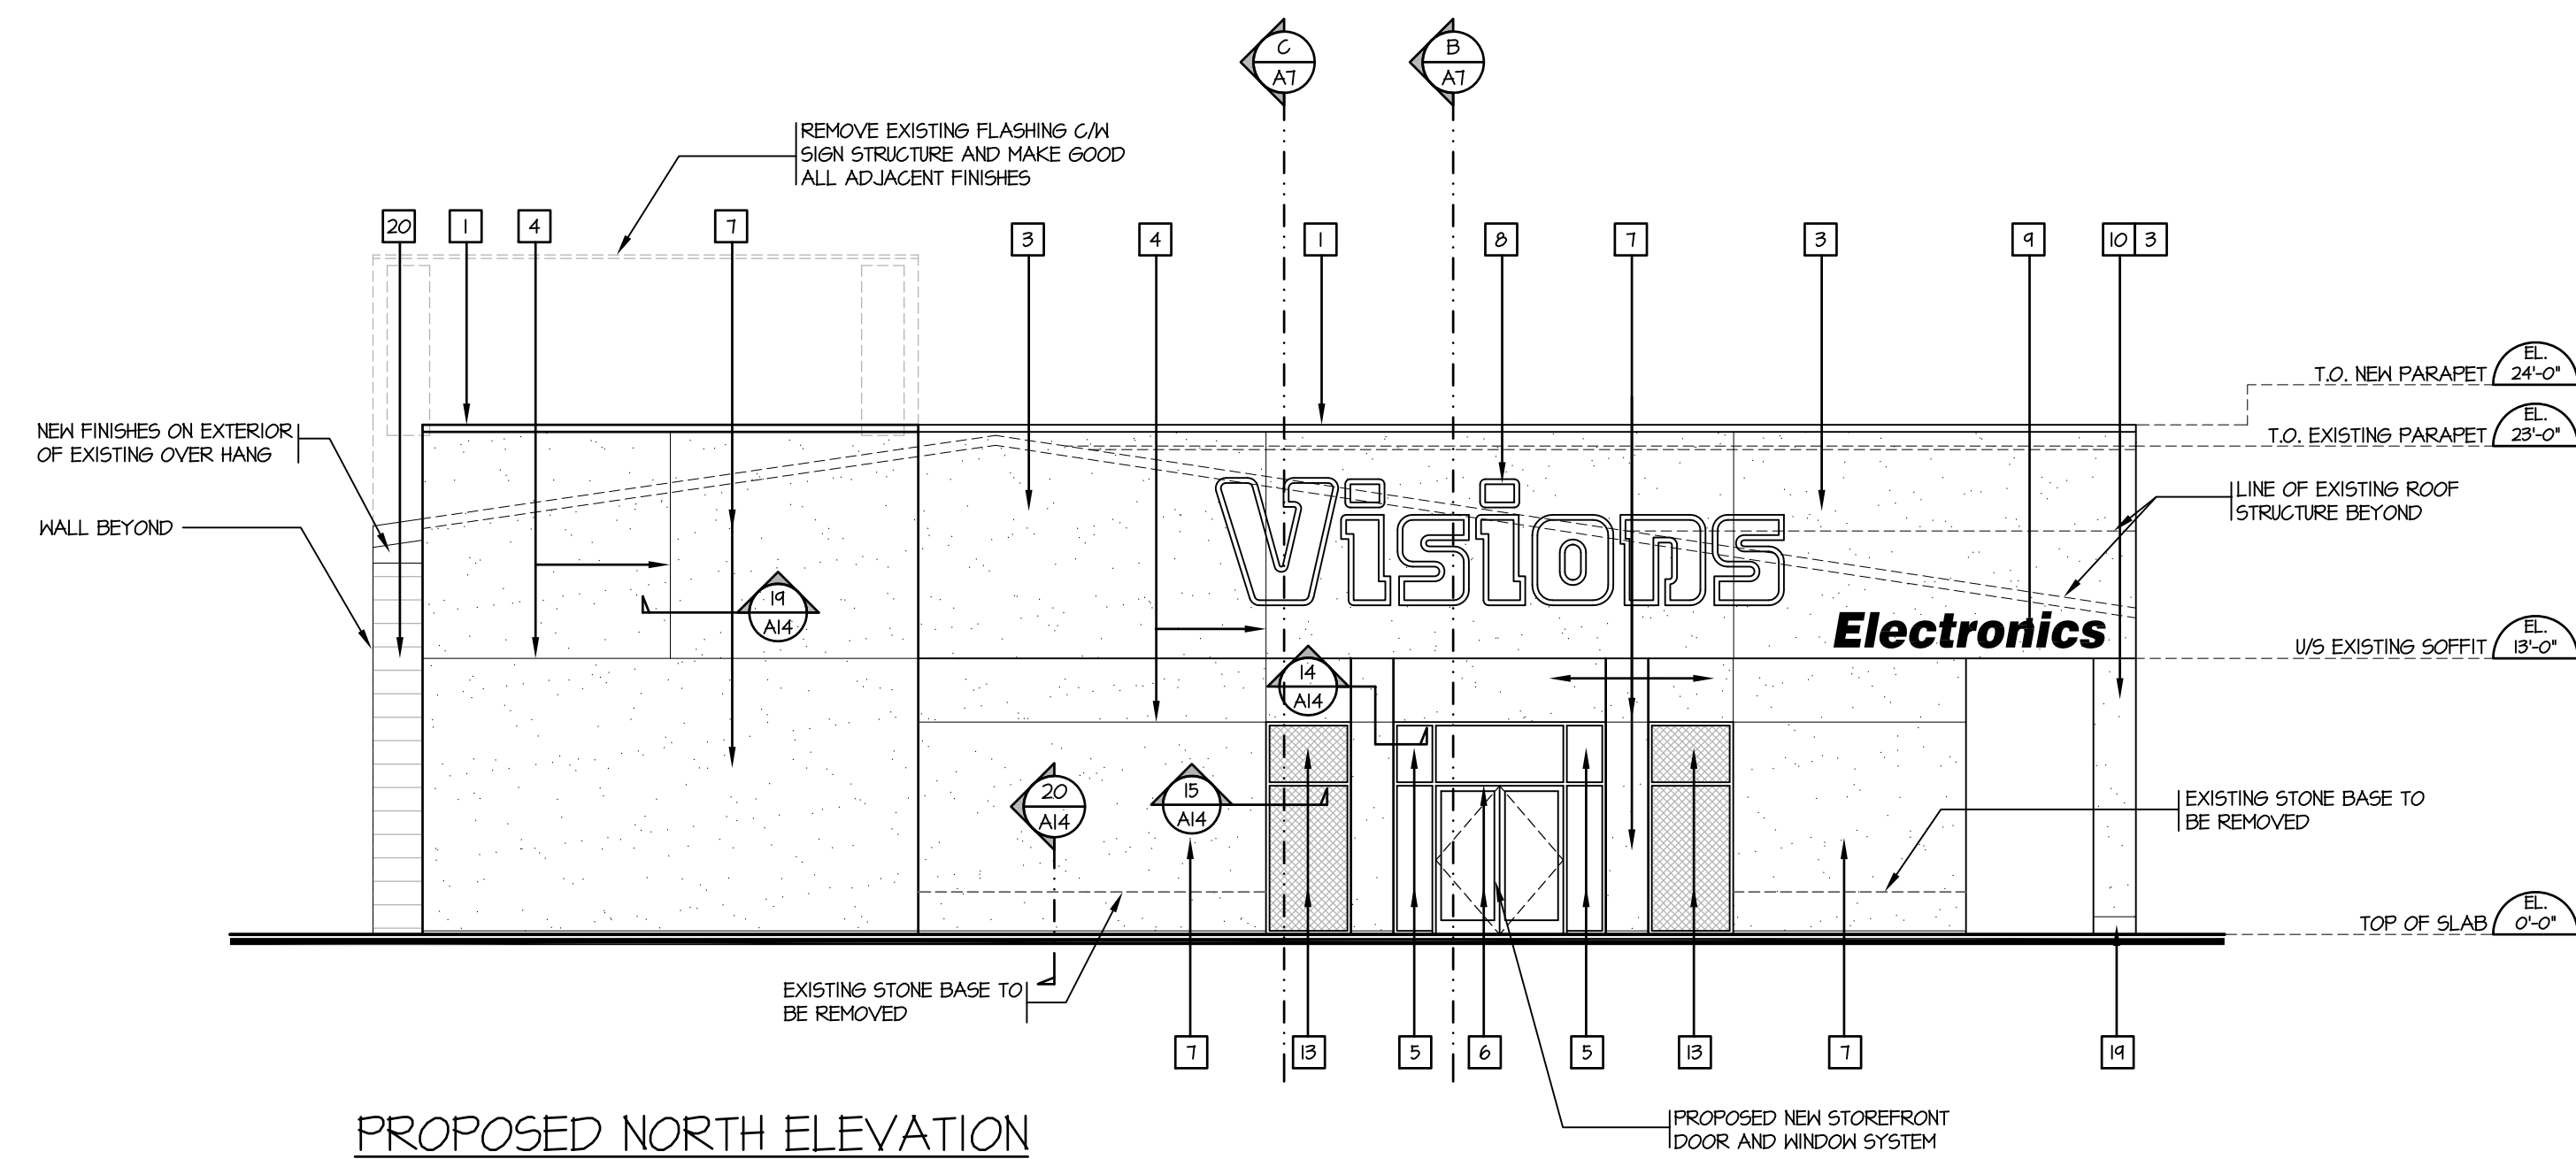 C
A7
B
A7
REMOVE EXISTING FLASHING C/W
SIGN STRUCTURE AND MAKE GOOD
ALL ADJACENT FINISHES
20
1
4
7
3
4
1
8
7
3
9
10 3
T.O. NEW PARAPET
EL.
24'-0"
T.O. EXISTING PARAPET
EL.
23'-0"
NEW FINISHES ON EXTERIOR
OF EXISTING OVER HANG
WALL BEYOND
LINE OF EXISTING ROOF
STRUCTURE BEYOND
Visions
Electronics
19
A14
U/S EXISTING SOFFIT
EL.
13'-0"
14
A14
20
A14
15
A14
EXISTING STONE BASE TO
BE REMOVED
TOP OF SLAB
EL.
0'-0"
EXISTING STONE BASE TO
BE REMOVED
7
13
5
6
5
13
7
19
PROPOSED NEW STOREFRONT
DOOR AND WINDOW SYSTEM
PROPOSED NORTH ELEVATION